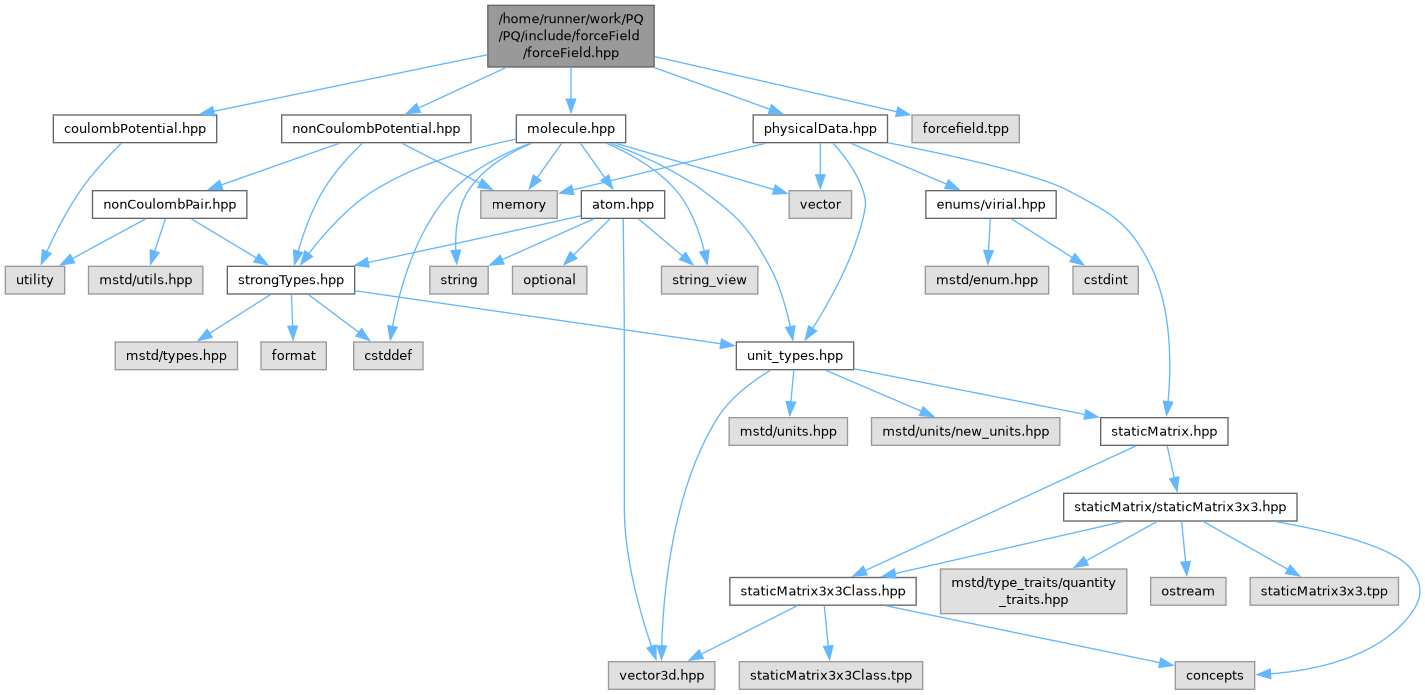 /home/runner/work/PQ
/PQ/include/forceField
/forceField.hpp
coulombPotential.hpp
nonCoulombPotential.hpp
molecule.hpp
physicalData.hpp
forcefield.tpp
nonCoulombPair.hpp
memory
atom.hpp
vector
enums/virial.hpp
utility
mstd/utils.hpp
strongTypes.hpp
string
optional
string_view
mstd/enum.hpp
cstdint
mstd/types.hpp
format
cstddef
unit_types.hpp
mstd/units.hpp
mstd/units/new_units.hpp
staticMatrix.hpp
staticMatrix/staticMatrix3x3.hpp
staticMatrix3x3Class.hpp
mstd/type_traits/quantity
_traits.hpp
ostream
staticMatrix3x3.tpp
vector3d.hpp
staticMatrix3x3Class.tpp
concepts